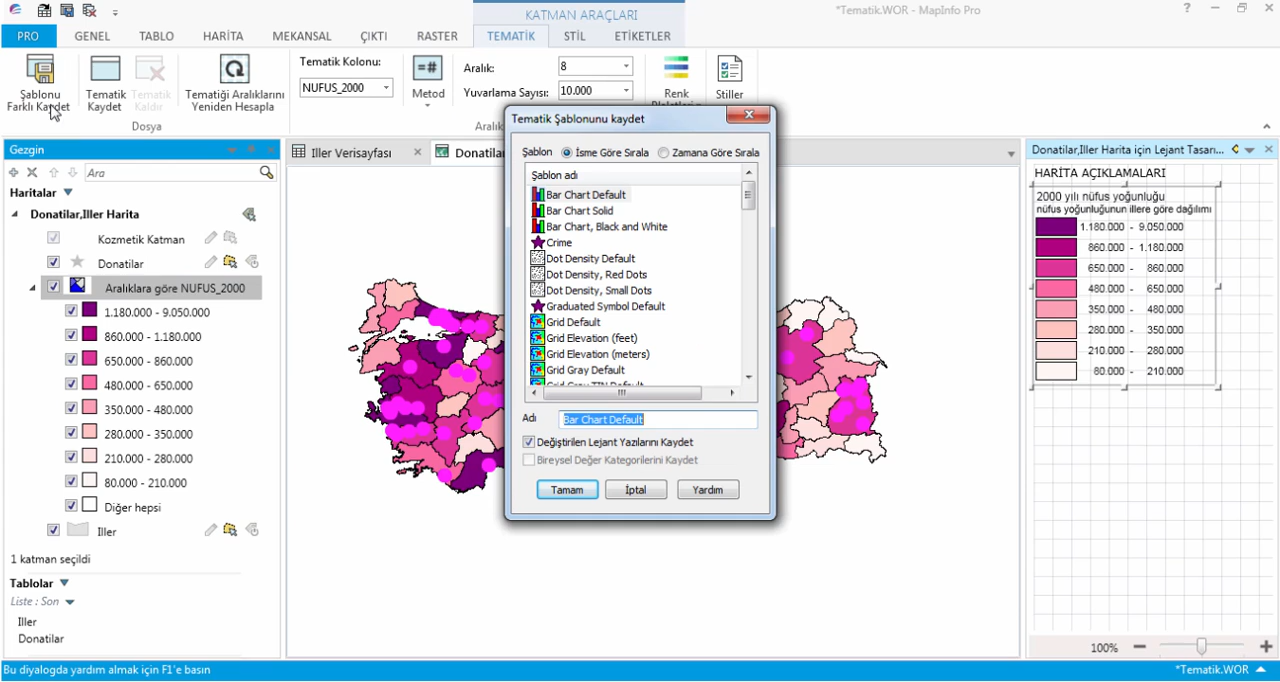 KATMAN ARAÇLARI
*Tematik.WOR - MapInfo Pro
PRO GENEL TABLO HARİTA MEKANSAL ÇIKTI RASTER TEMATİK STİL ETİKETLER
Şablonu
Farklı Kaydet
Tematik
Kaydet
Tematik
Kaldır
Tematiği Aralıklarını
Yeniden Hesapla
Dosya
Tematik Kolonu:
NUFUS_2000
Metod
Aralık: 8
Yuvarlama Sayısı: 10.000
Renk
Stiller
Gezgin
Ara
Haritalar
Donatilar,Iller Harita
Kozmetik Katman
Donatilar
Aralıklara göre NUFUS_2000
1.180.000 - 9.050.000
860.000 - 1.180.000
650.000 - 860.000
480.000 - 650.000
350.000 - 480.000
280.000 - 350.000
210.000 - 280.000
80.000 - 210.000
Diğer hepsi
Iller
1 katman seçildi
Tablolar
Liste : Son
Iller
Donatilar
Iller Verisayfası
Donatılar
Tematik Şablonunu kaydet
Şablon İsme Göre Sırala Zamana Göre Sırala
Şablon adı
Bar Chart Default
Bar Chart Solid
Bar Chart, Black and White
Crime
Dot Density Default
Dot Density, Red Dots
Dot Density, Small Dots
Graduated Symbol Default
Grid Default
Grid Elevation (feet)
Grid Elevation (meters)
Grid Gray Default
Grid Gray TIN Default
Adı Bar Chart Default
Değiştirilen Lejant Yazılarını Kaydet
Bireysel Değer Kategorilerini Kaydet
Tamam İptal Yardım
Donatilar,Iller Harita için Lejant Tasarı...
HARİTA AÇIKLAMALARI
2000 yılı nüfus yoğunluğu
nüfus yoğunluğunun illere göre dağılımı
1.180.000 - 9.050.000
860.000 - 1.180.000
650.000 - 860.000
480.000 - 650.000
350.000 - 480.000
280.000 - 350.000
210.000 - 280.000
80.000 - 210.000
100%
Bu diyalogda yardım almak için F1'e basın
*Tematik.WOR